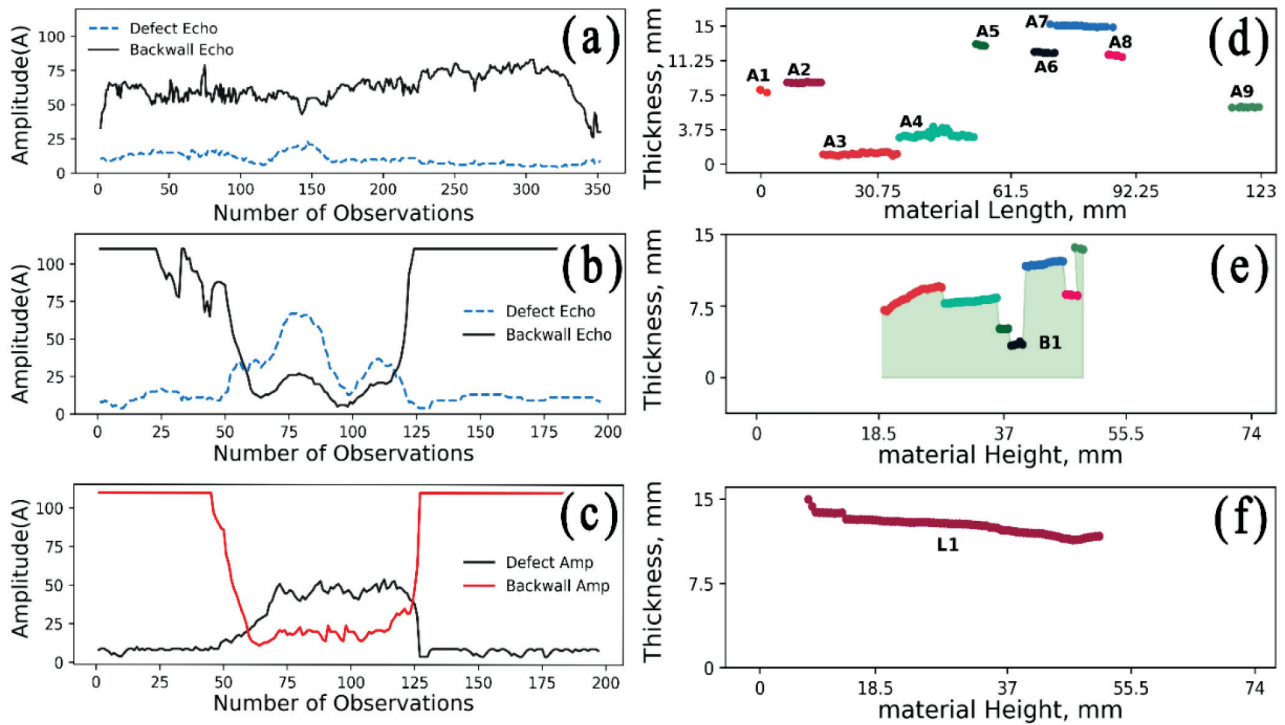 (a)
Amplitude(A)
100
75
50
25
0
Defect Echo
Backwall Echo
0 50 100 150 200 250 300 350
Number of Observations
(d)
Thickness, mm
15
11.25
7.5
3.75
0
A1
A2
A3
A4
A5
A6
A7
A8
A9
0 30.75 61.5 92.25 123
material Length, mm
(b)
Amplitude(A)
100
75
50
25
0
Defect Echo
Backwall Echo
0 25 50 75 100 125 150 175 200
Number of Observations
(e)
Thickness, mm
15
7.5
0
B1
0 18.5 37 55.5 74
material Height, mm
(c)
Amplitude(A)
100
75
50
25
0
Defect Amp
Backwall Amp
0 25 50 75 100 125 150 175 200
Number of Observations
(f)
Thickness, mm
15
7.5
0
L1
0 18.5 37 55.5 74
material Height, mm